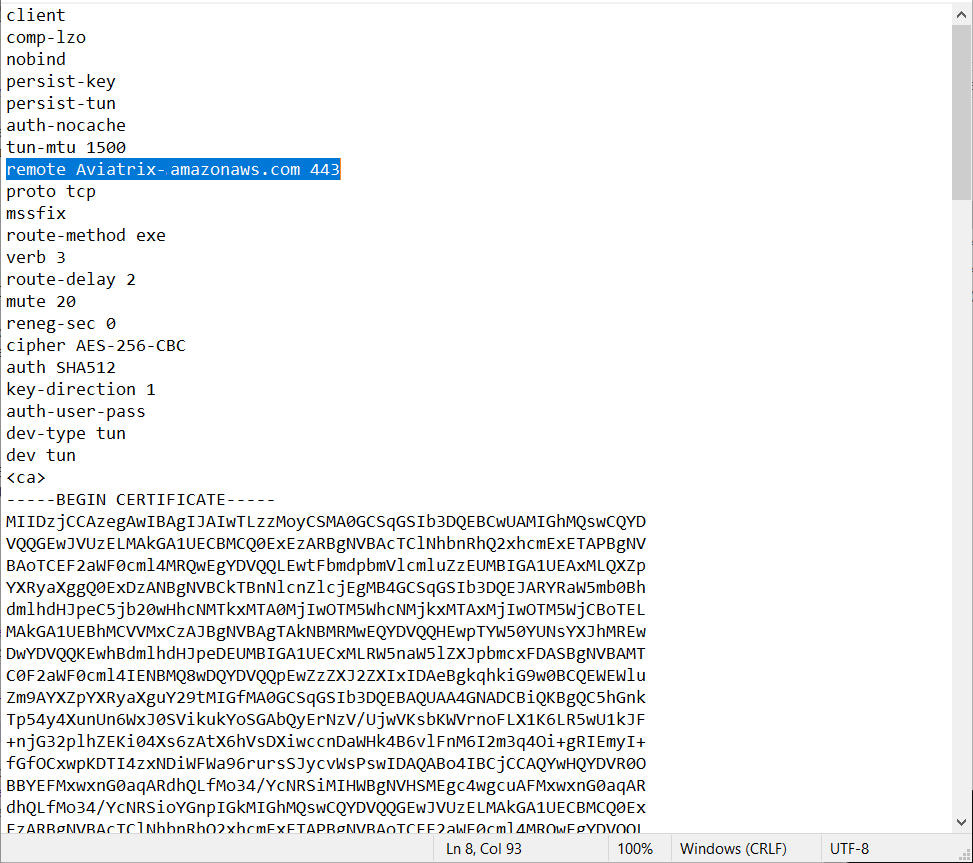 client
comp-lzo
nobind
persist-key
persist-tun
auth-nocache
tun-mtu 1500
remote Aviatrix- amazonaws.com 443
proto tcp
mssfix
route-method exe
verb 3
route-delay 2
mute 20
reneg-sec 0
cipher AES-256-CBC
auth SHA512
key-direction 1
auth-user-pass
dev-type tun
dev tun
<ca>
-----BEGIN CERTIFICATE-----
MIIDzjCCAzegAwIBAgIJAIwTLzzMoyCSMA0GCSqGSIb3DQEBCwUAMIGhMQswCQYD
VQQGEwJVUzELMAkGA1UECBMCQ0ExEzARBgNVBAcTClNhbnRhQ2xhcmExETAPBgNV
BAoTCEF2aWF0cml4MRQwEgYDVQQLEwtFbmdpbmVlcmluZzEUMBIGA1UEAxMLQXZp
YXRyaXggQ0ExDzANBgNVBCkTBnNlcnZlcjEgMB4GCSqGSIb3DQEJARYRaW5mb0Bh
dmlhdHJpeC5jb20wHhcNMTkxMTA0MjIwOTM5WhcNMjkxMTAxMjIwOTM5WjCBoTEL
MAkGA1UEBhMCVVMxCzAJBgNVBAgTAkNBMRMwEQYDVQQHEwpTYW50YUNsYXJhMREw
DwYDVQQKEwhBdmlhdHJpeDEUMBIGA1UECxMLRW5naW5lZXJpbmcxFDASBgNVBAMT
C0F2aWF0cml4IENBMQ8wDQYDVQQpEwZzZXJ2ZXIxIDAeBgkqhkiG9w0BCQEWEWlu
Zm9AYXZpYXRyaXguY29tMIGfMA0GCSqGSIb3DQEBAQUAA4GNADCBiQKBgQC5hGnk
Tp54y4XunUn6WxJ0SVikukYoSGAbQyErNzV/UjwVKsbKWVrnoFLX1K6LR5wU1kJF
+njG32plhZEKi04Xs6zAtX6hVsDXiwccnDaWHk4B6vlFnM6I2m3q4Oi+gRIEmyI+
fGfOCxwpKDTI4zxNDiWFWa96rursSJycvWsPswIDAQABo4IBCjCCAQYwHQYDVR0O
BBYEFMxwxnG0aqARdhQLfMo34/YcNRSiMIHWBgNVHSMEgc4wgcuAFMxwxnG0aqAR
dhQLfMo34/YcNRSioYGnpIGkMIGhMQswCQYDVQQGEwJVUzELMAkGA1UECBMCQ0Ex
EzARBgNVBAcTClNhbnRhQ2xhcmExETAPBgNVBAoTCEF2aWF0cml4MRQwEgYDVQQL
Ln 8, Col 93 100% Windows (CRLF) UTF-8